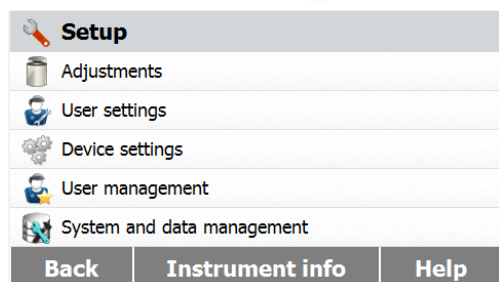 Setup
Adjustments
User settings
Device settings
User management
System and data management
Back Instrument info Help